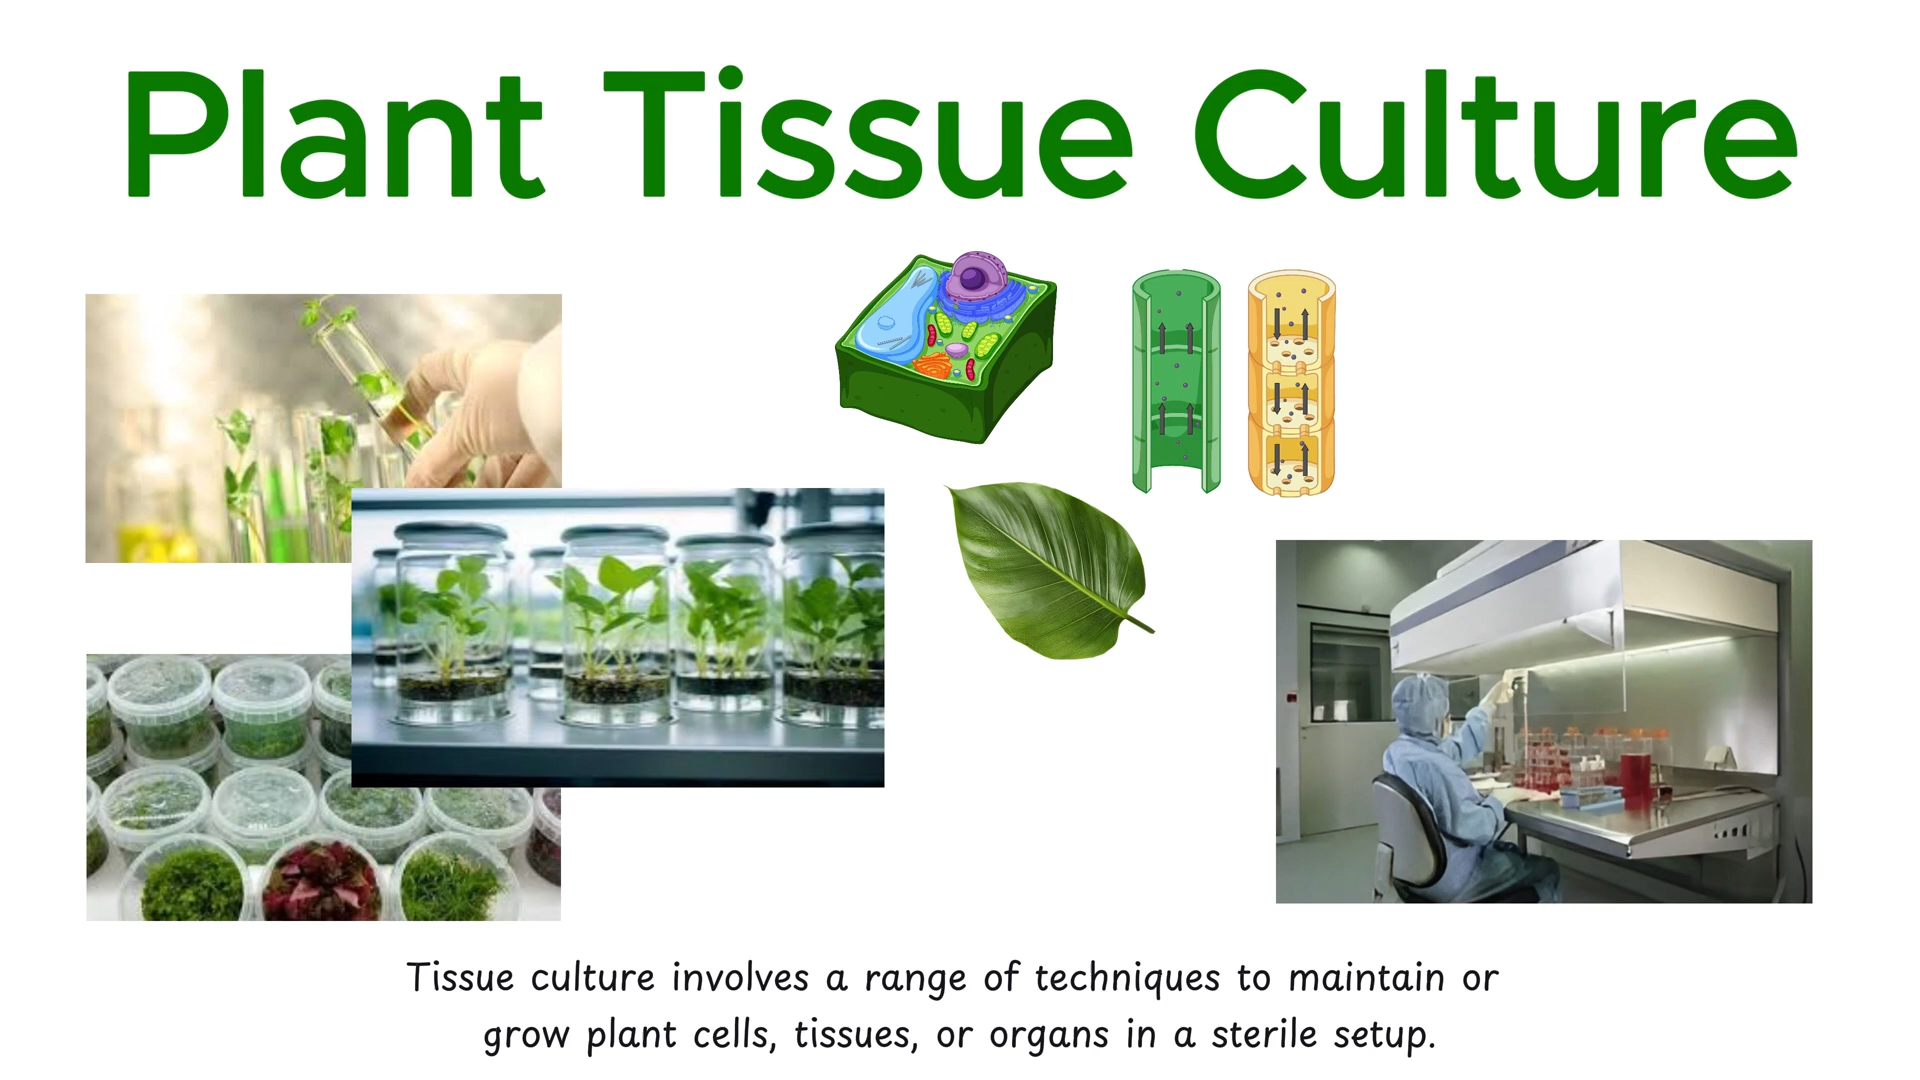 Plant Tissue Culture
Tissue culture involves a range of techniques to maintain or
grow plant cells, tissues, or organs in a sterile setup.